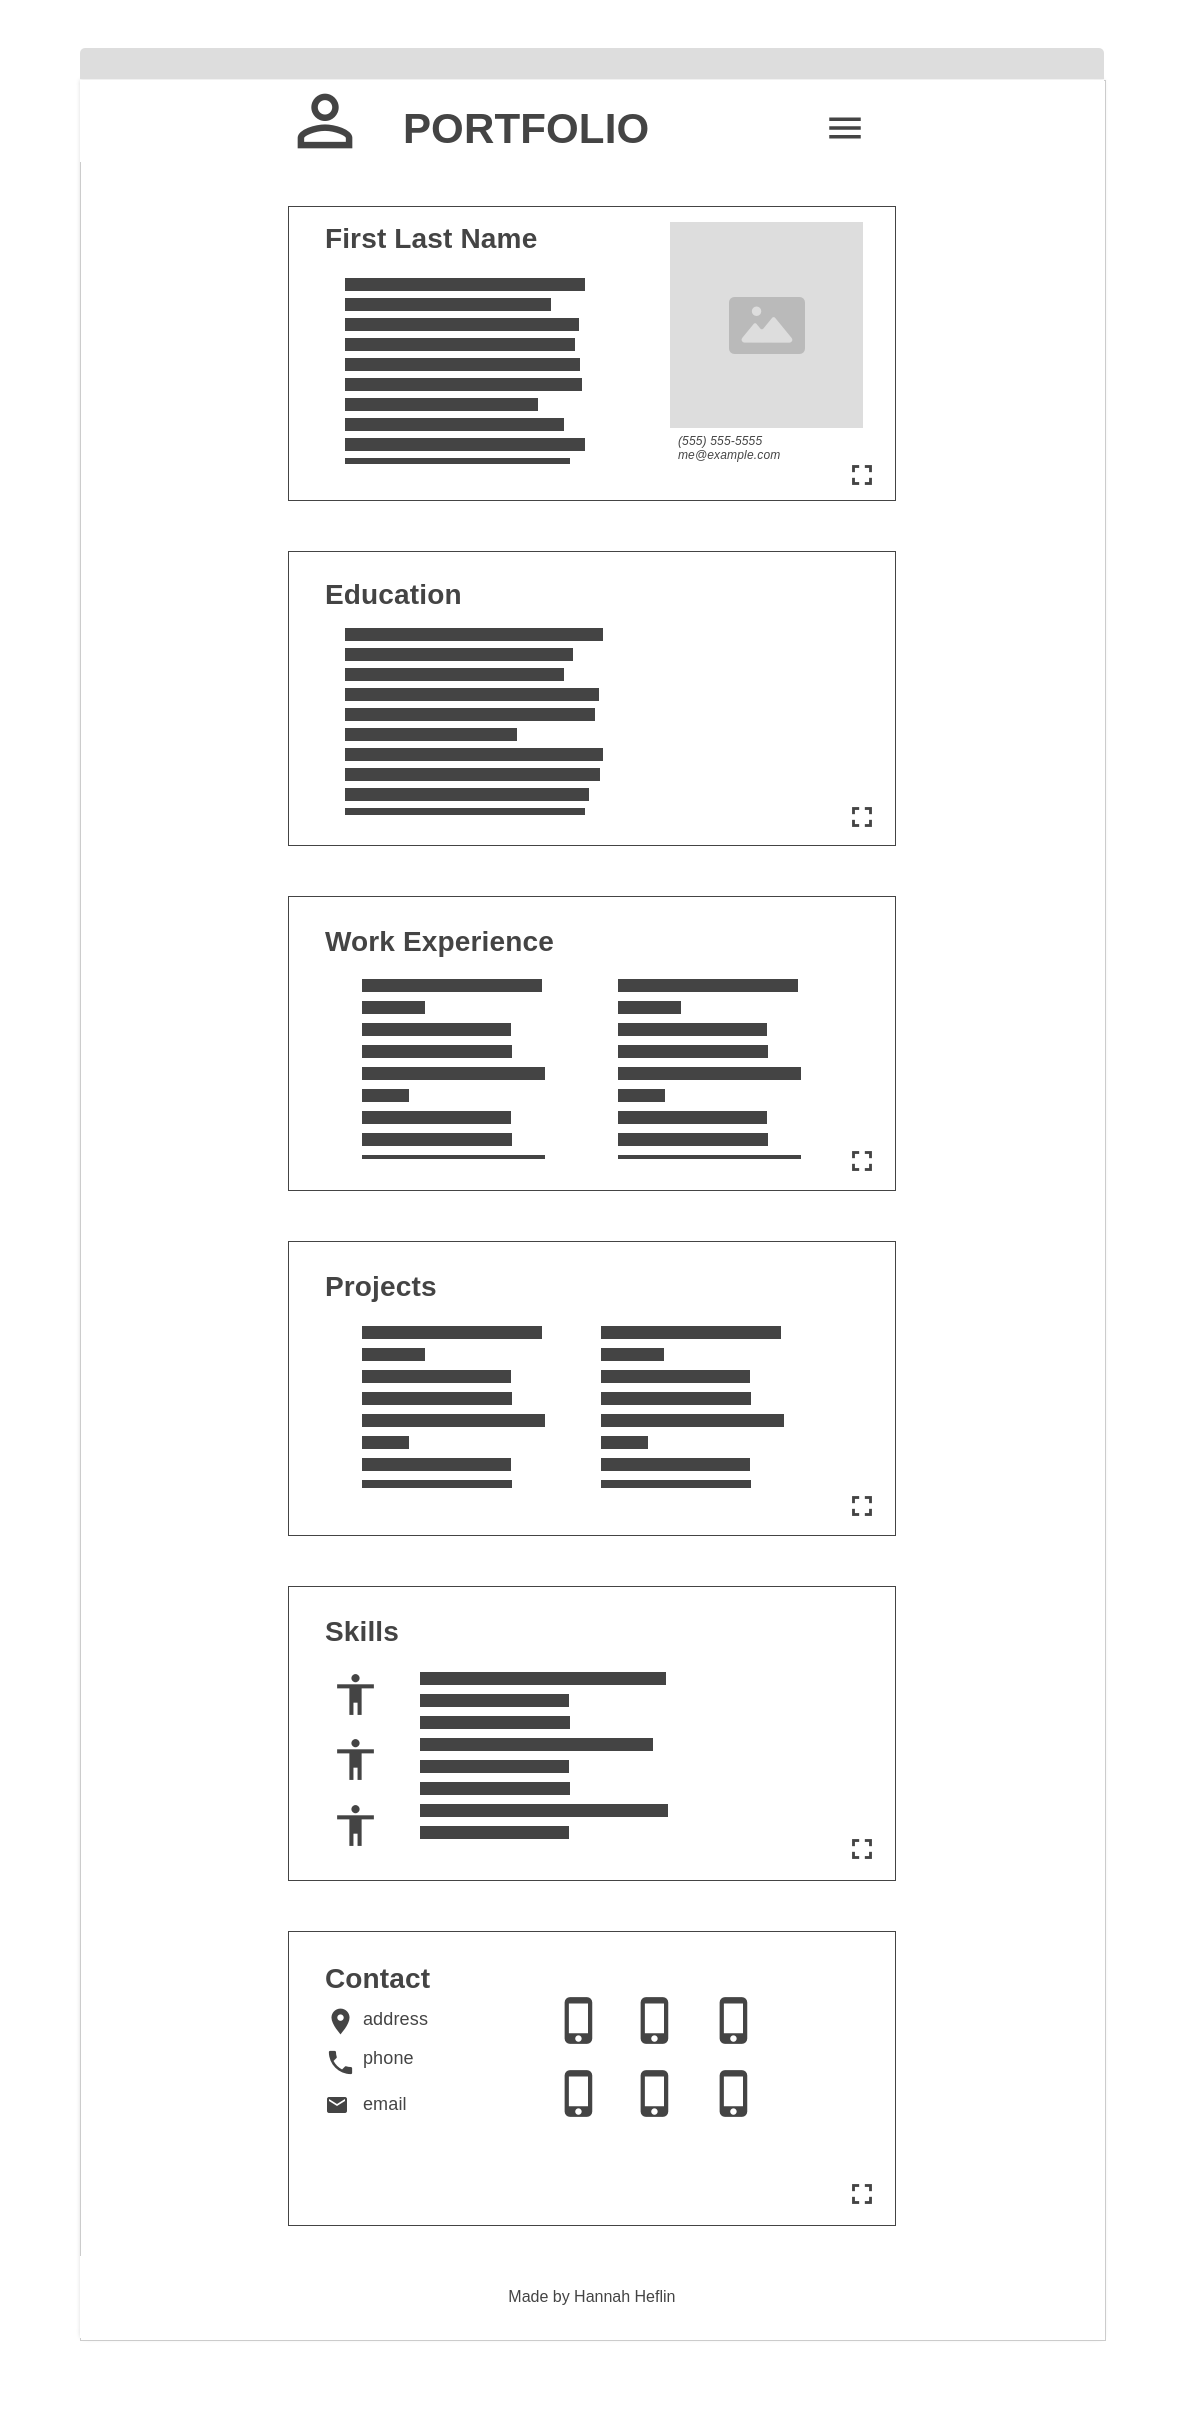 PORTFOLIO
First Last Name
(555) 555-5555
me@example.com
Education
Work Experience
Projects
Skills
Contact
address
phone
email
Made by Hannah Heflin